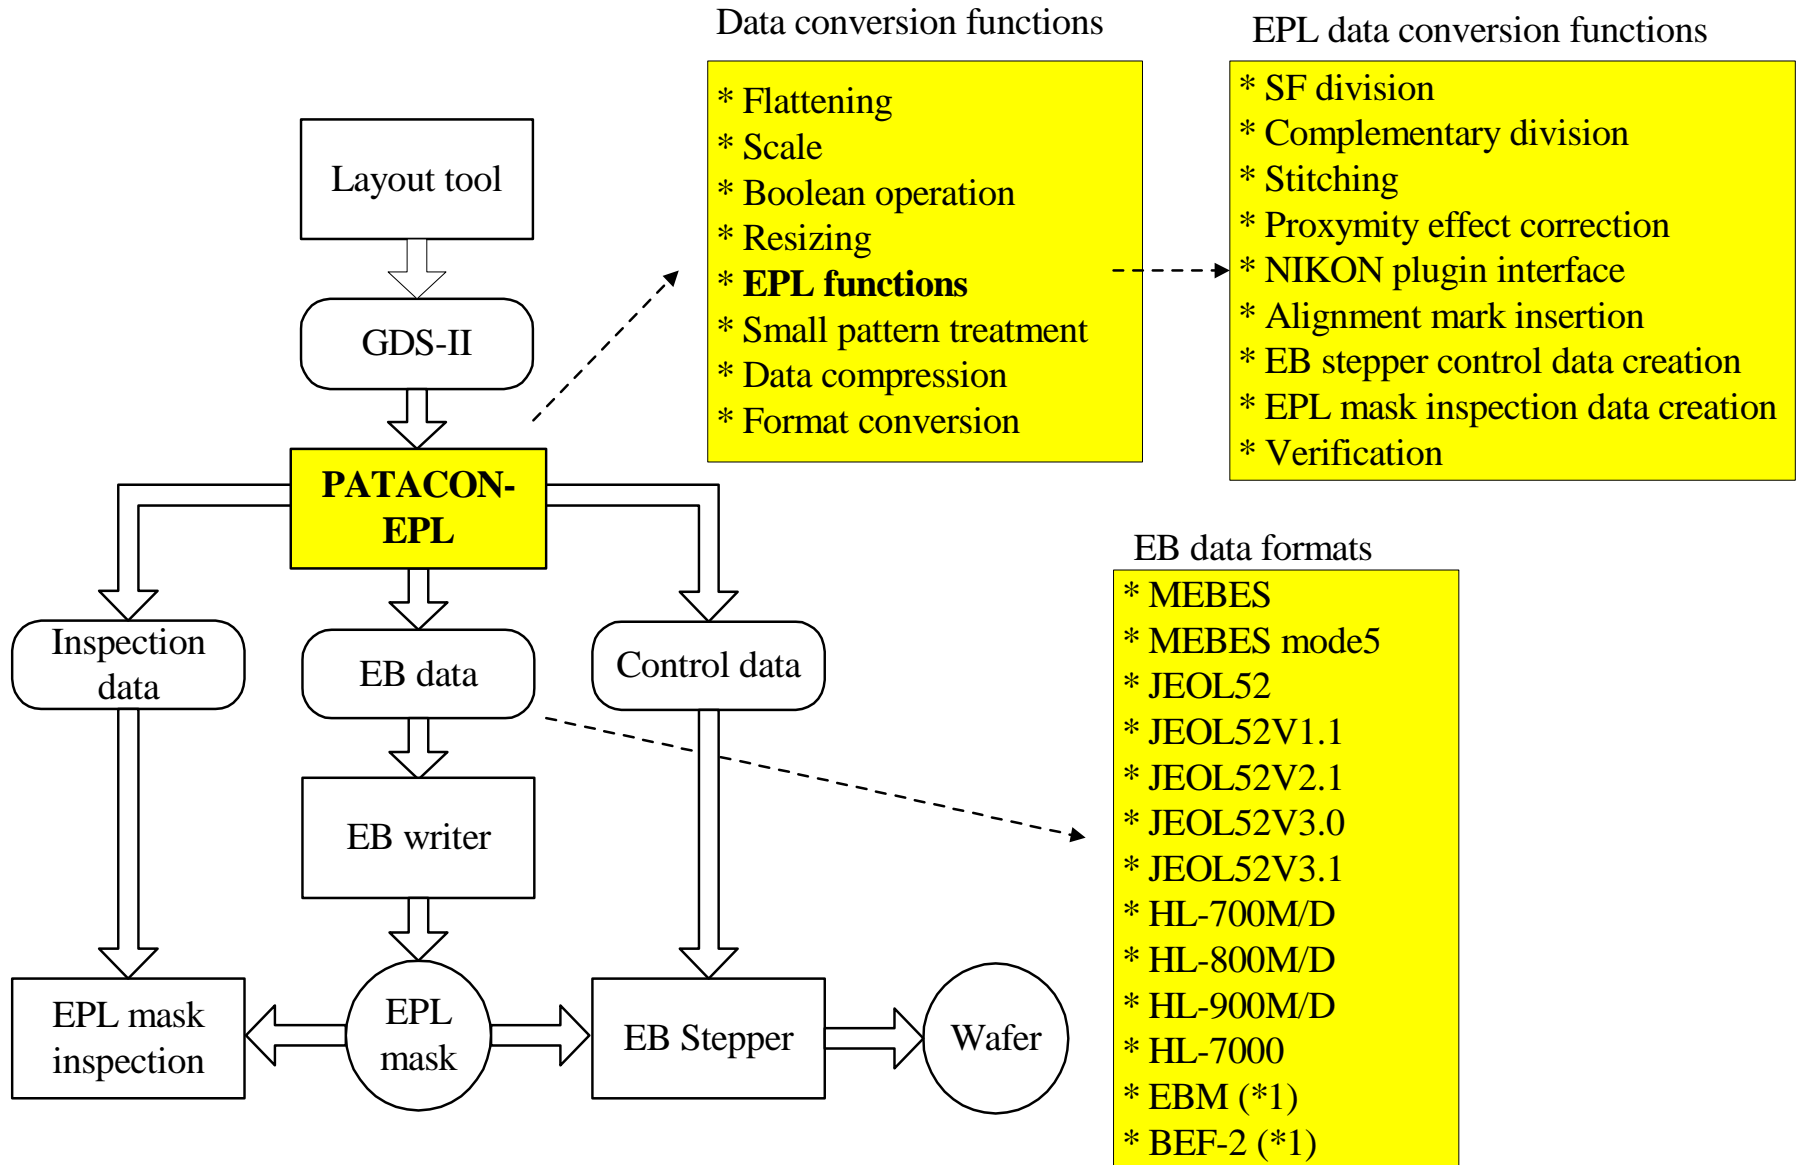 Data conversion functions
* Flattening
* Scale
* Boolean operation
* Resizing
* EPL functions
* Small pattern treatment
* Data compression
* Format conversion
EPL data conversion functions
* SF division
* Complementary division
* Stitching
* Proxymity effect correction
* NIKON plugin interface
* Alignment mark insertion
* EB stepper control data creation
* EPL mask inspection data creation
* Verification
Layout tool
GDS-II
PATACON-
EPL
Inspection
data
EB data
Control data
EB writer
EPL mask
inspection
EPL
mask
EB Stepper
Wafer
EB data formats
* MEBES
* MEBES mode5
* JEOL52
* JEOL52V1.1
* JEOL52V2.1
* JEOL52V3.0
* JEOL52V3.1
* HL-700M/D
* HL-800M/D
* HL-900M/D
* HL-7000
* EBM (*1)
* BEF-2 (*1)